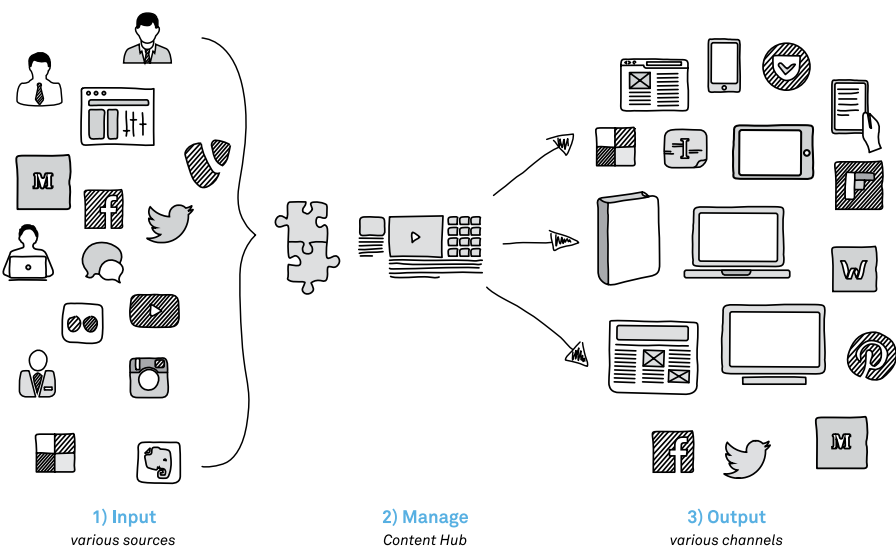 M
1) Input
various sources
2) Manage
Content Hub
W
M
3) Output
various channels